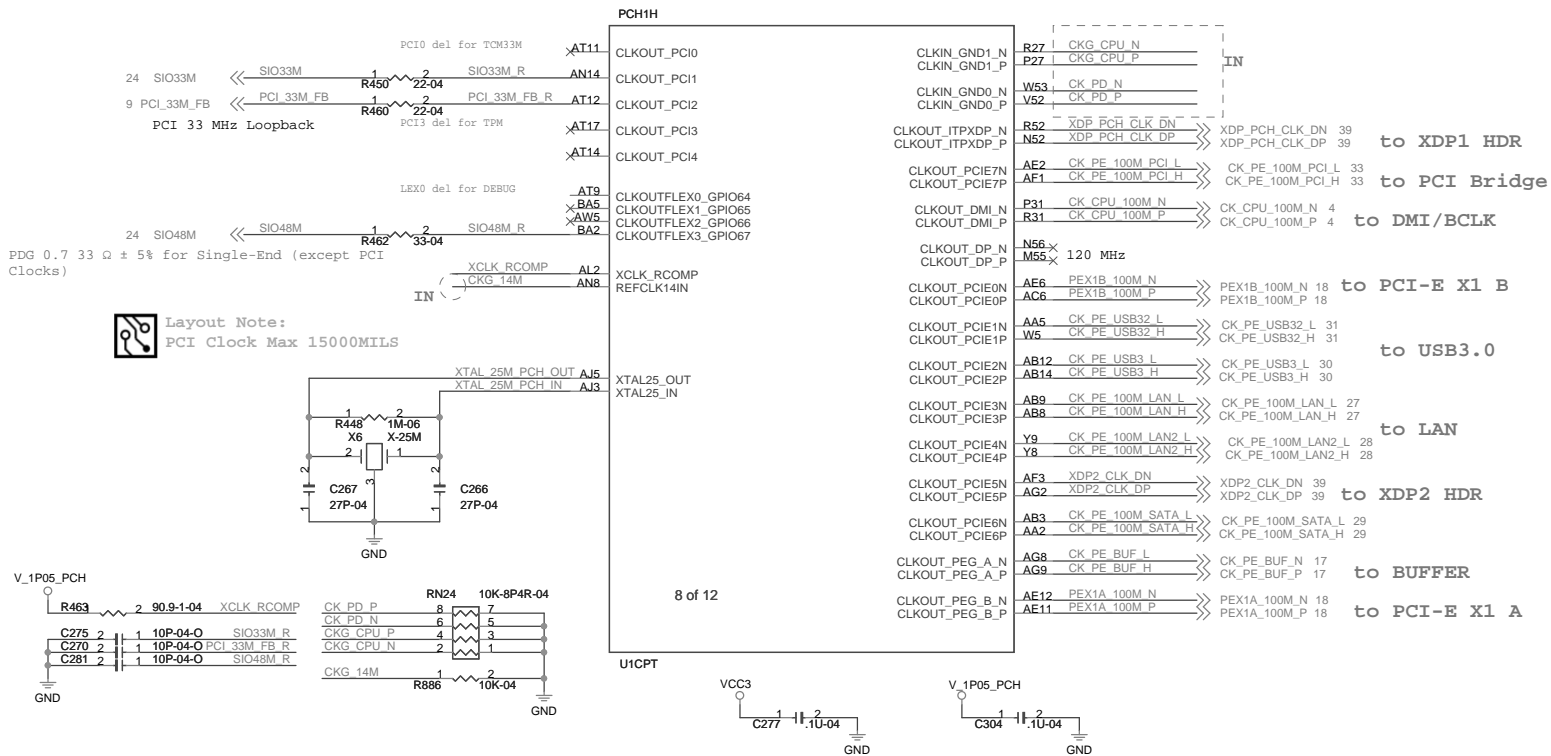 PCH1H
PCI0 del for TCM33M
AT11 CLKOUT_PCI0
24 SIO33M SIO33M 1 2 SIO33M_R AN14 CLKOUT_PCI1
R450 22-04
9 PCI_33M_FB PCI_33M_FB 1 2 PCI_33M_FB_R AT12 CLKOUT_PCI2
R460 22-04
PCI 33 MHz Loopback
PCI3 del for TPM
AT17 CLKOUT_PCI3
AT14 CLKOUT_PCI4
LEX0 del for DEBUG
AT9 CLKOUTFLEX0_GPIO64
BA5 CLKOUTFLEX1_GPIO65
AW5 CLKOUTFLEX2_GPIO66
24 SIO48M SIO48M 1 2 SIO48M_R BA2 CLKOUTFLEX3_GPIO67
R462 33-04
PDG 0.7 33 Ω ± 5% for Single-End (except PCI
Clocks)
XCLK_RCOMP AL2 XCLK_RCOMP
IN CKG_14M AN8 REFCLK14IN
Layout Note:
PCI Clock Max 15000MILS
XTAL_25M_PCH_OUT AJ5 XTAL25_OUT
XTAL_25M_PCH_IN AJ3 XTAL25_IN
1 2
R448 1M-06
X6 X-25M
2 1
3
2 2
C267 C266
27P-04 27P-04
1 1
GND
CLKIN_GND1_N R27 CKG_CPU_N
CLKIN_GND1_P P27 CKG_CPU_P
IN
CLKIN_GND0_N W53 CK_PD_N
CLKIN_GND0_P V52 CK_PD_P
CLKOUT_ITPXDP_N R52 XDP_PCH_CLK_DN XDP_PCH_CLK_DN 39
CLKOUT_ITPXDP_P N52 XDP_PCH_CLK_DP XDP_PCH_CLK_DP 39
to XDP1 HDR
CLKOUT_PCIE7N AE2 CK_PE_100M_PCI_L CK_PE_100M_PCI_L 33
CLKOUT_PCIE7P AF1 CK_PE_100M_PCI_H CK_PE_100M_PCI_H 33
to PCI Bridge
CLKOUT_DMI_N P31 CK_CPU_100M_N CK_CPU_100M_N 4
CLKOUT_DMI_P R31 CK_CPU_100M_P CK_CPU_100M_P 4
to DMI/BCLK
CLKOUT_DP_N N56
CLKOUT_DP_P M55 120 MHz
CLKOUT_PCIE0N AE6 PEX1B_100M_N PEX1B_100M_N 18
CLKOUT_PCIE0P AC6 PEX1B_100M_P PEX1B_100M_P 18
to PCI-E X1 B
CLKOUT_PCIE1N AA5 CK_PE_USB32_L CK_PE_USB32_L 31
CLKOUT_PCIE1P W5 CK_PE_USB32_H CK_PE_USB32_H 31
to USB3.0
CLKOUT_PCIE2N AB12 CK_PE_USB3_L CK_PE_USB3_L 30
CLKOUT_PCIE2P AB14 CK_PE_USB3_H CK_PE_USB3_H 30
CLKOUT_PCIE3N AB9 CK_PE_100M_LAN_L CK_PE_100M_LAN_L 27
CLKOUT_PCIE3P AB8 CK_PE_100M_LAN_H CK_PE_100M_LAN_H 27
to LAN
CLKOUT_PCIE4N Y9 CK_PE_100M_LAN2_L CK_PE_100M_LAN2_L 28
CLKOUT_PCIE4P Y8 CK_PE_100M_LAN2_H CK_PE_100M_LAN2_H 28
CLKOUT_PCIE5N AF3 XDP2_CLK_DN XDP2_CLK_DN 39
CLKOUT_PCIE5P AG2 XDP2_CLK_DP XDP2_CLK_DP 39
to XDP2 HDR
CLKOUT_PCIE6N AB3 CK_PE_100M_SATA_L CK_PE_100M_SATA_L 29
CLKOUT_PCIE6P AA2 CK_PE_100M_SATA_H CK_PE_100M_SATA_H 29
CLKOUT_PEG_A_N AG8 CK_PE_BUF_L CK_PE_BUF_N 17
CLKOUT_PEG_A_P AG9 CK_PE_BUF_H CK_PE_BUF_P 17
to BUFFER
CLKOUT_PEG_B_N AE12 PEX1A_100M_N PEX1A_100M_N 18
CLKOUT_PEG_B_P AE11 PEX1A_100M_P PEX1A_100M_P 18
to PCI-E X1 A
8 of 12
U1CPT
V_1P05_PCH
R463 1 2 90.9-1-04 XCLK_RCOMP
C275 2 1 10P-04-O SIO33M_R
C270 2 1 10P-04-O PCI_33M_FB_R
C281 2 1 10P-04-O SIO48M_R
GND
RN24 10K-8P4R-04
CK_PD_P 8 7
CK_PD_N 6 5
CKG_CPU_P 4 3
CKG_CPU_N 2 1
CKG_14M 1 2
R886 10K-04
GND
VCC3
1 2
C277 .1U-04
GND
V_1P05_PCH
1 2
C304 .1U-04
GND